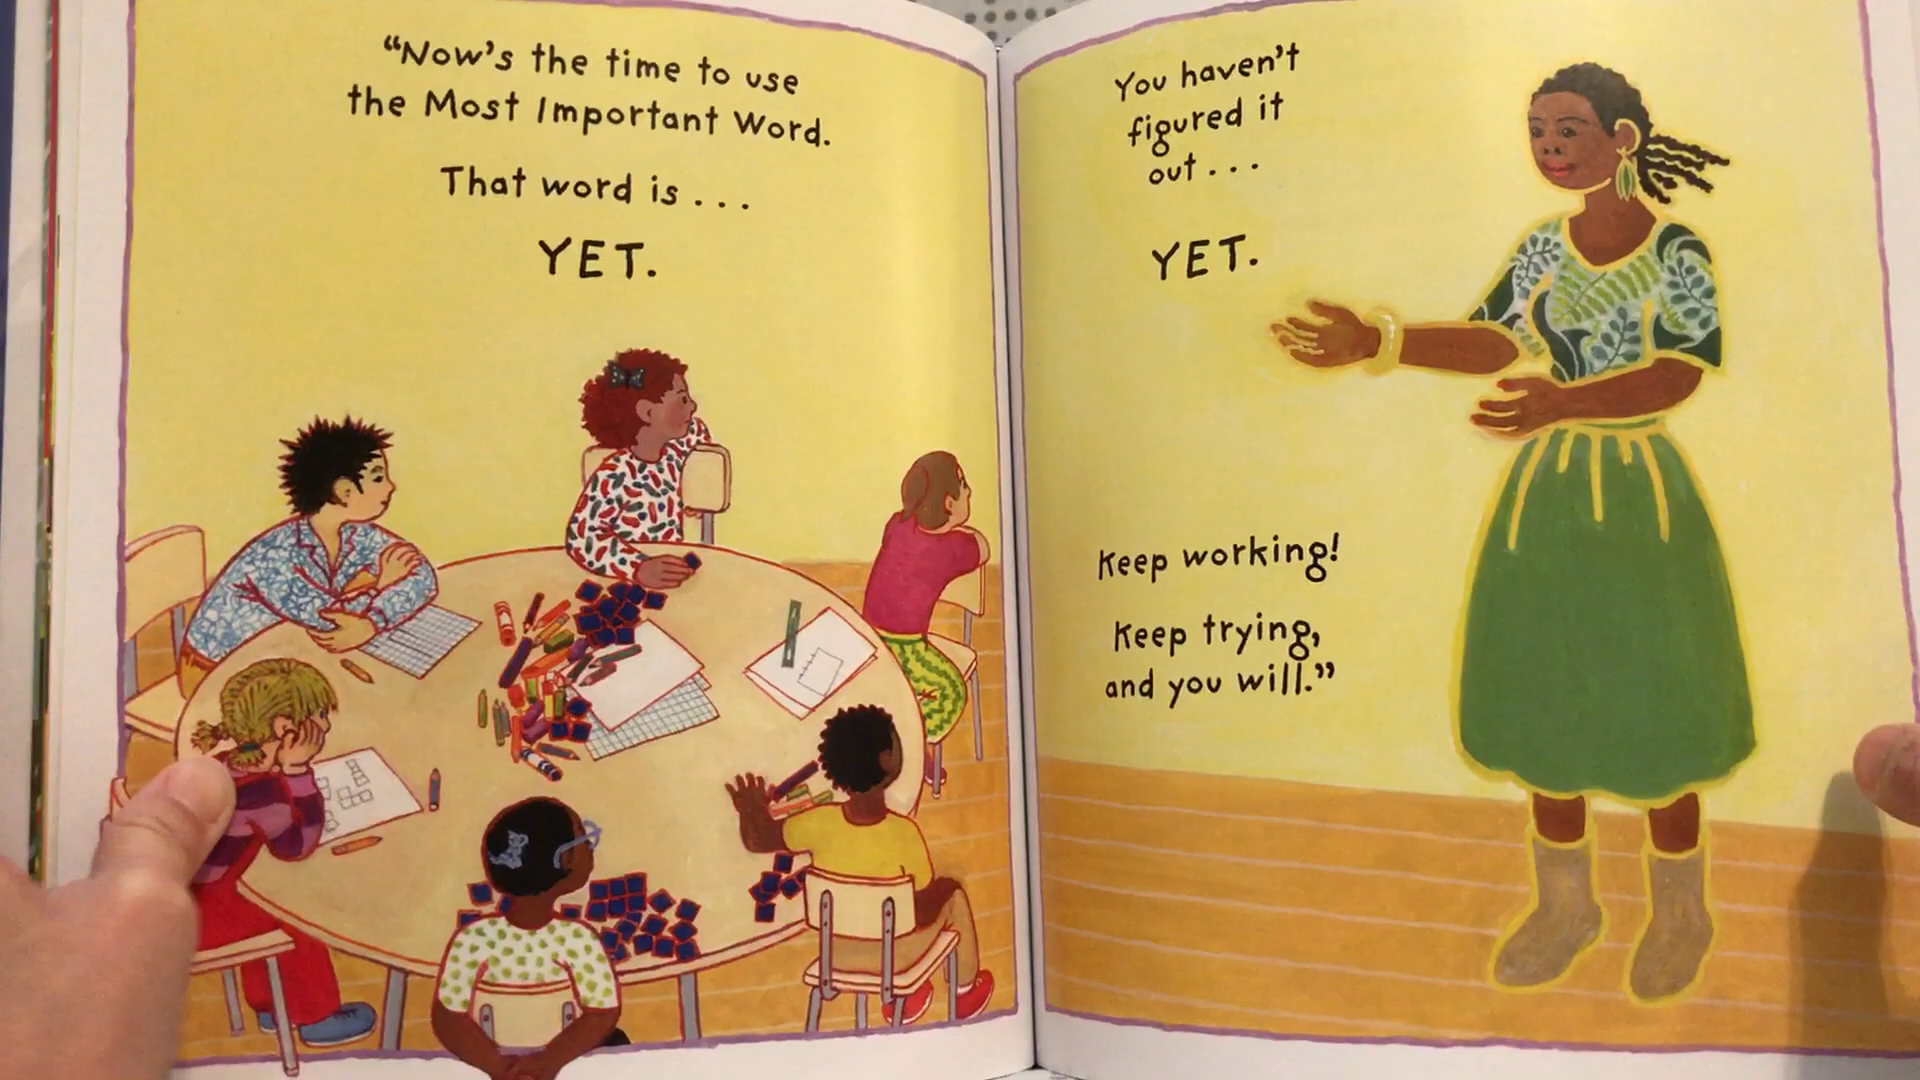 “Now’s the time to use
the Most Important Word.
That word is . . .
YET.
You haven’t
figured it
out . . .
YET.
Keep working!
Keep trying,
and you will.”